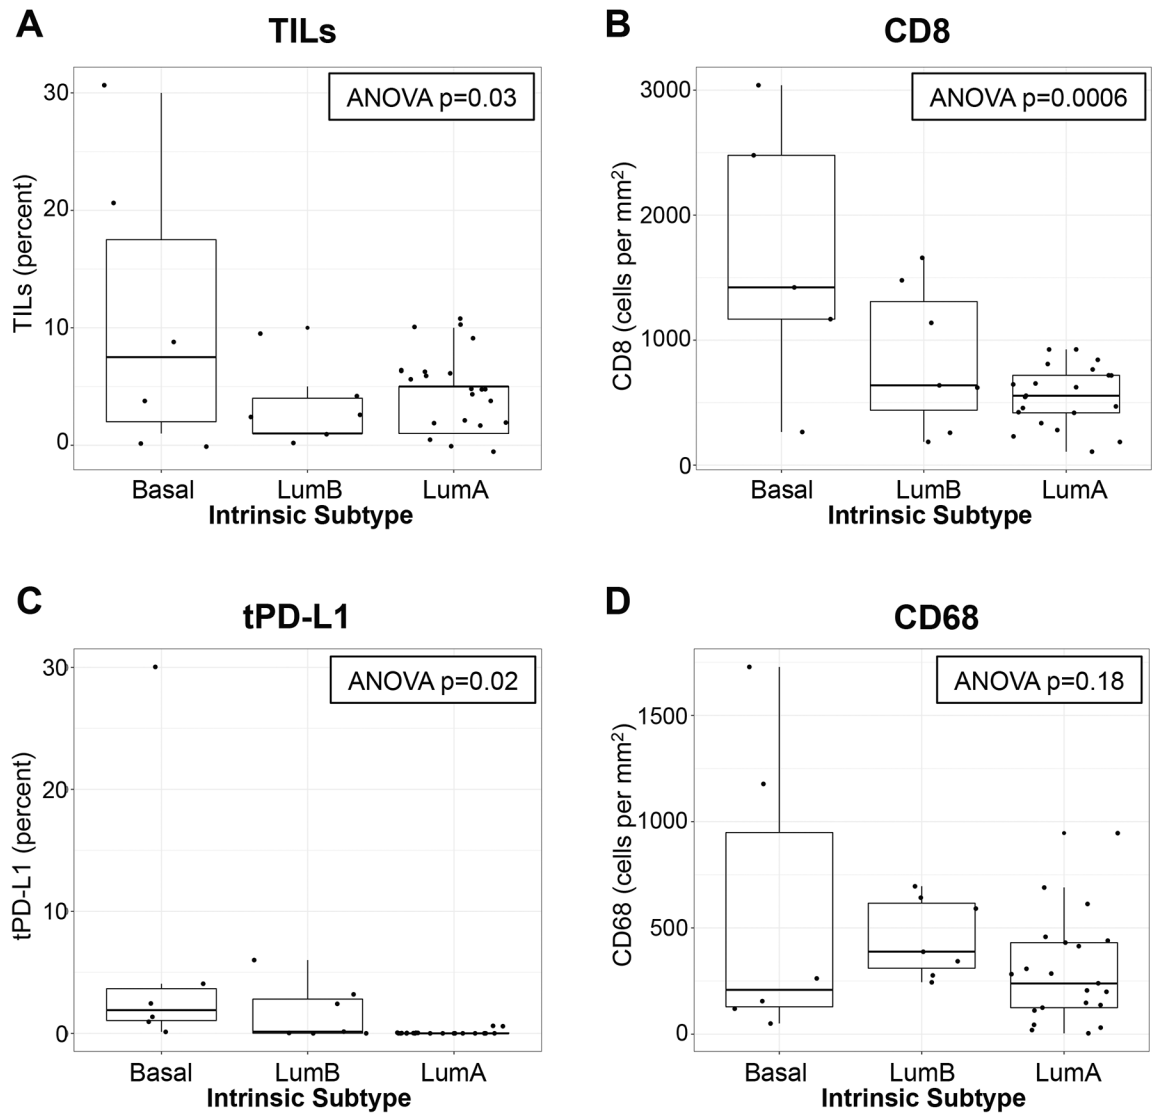 A
TILs
ANOVA p=0.03
TILs (percent)
30
20
10
0
Basal LumB LumA
Intrinsic Subtype
B
CD8
ANOVA p=0.0006
CD8 (cells per mm²)
3000
2000
1000
0
Basal LumB LumA
Intrinsic Subtype
C
tPD-L1
ANOVA p=0.02
tPD-L1 (percent)
30
20
10
0
Basal LumB LumA
Intrinsic Subtype
D
CD68
ANOVA p=0.18
CD68 (cells per mm²)
1500
1000
500
0
Basal LumB LumA
Intrinsic Subtype